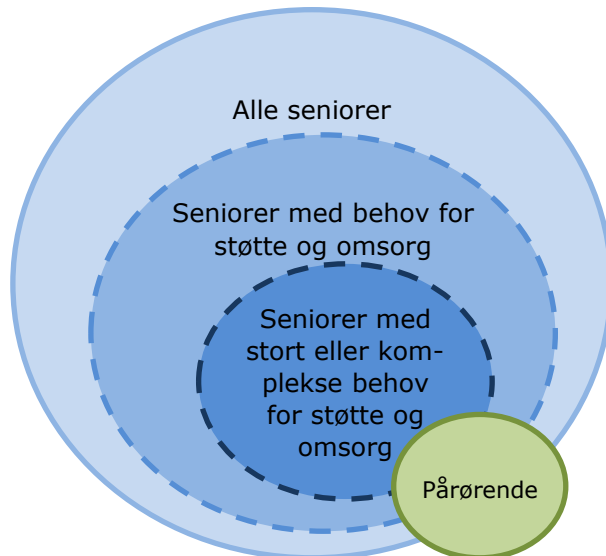 Alle seniorer
Seniorer med behov for
støtte og omsorg
Seniorer med
stort eller kom-
plekse behov
for støtte og
omsorg
Pårørende